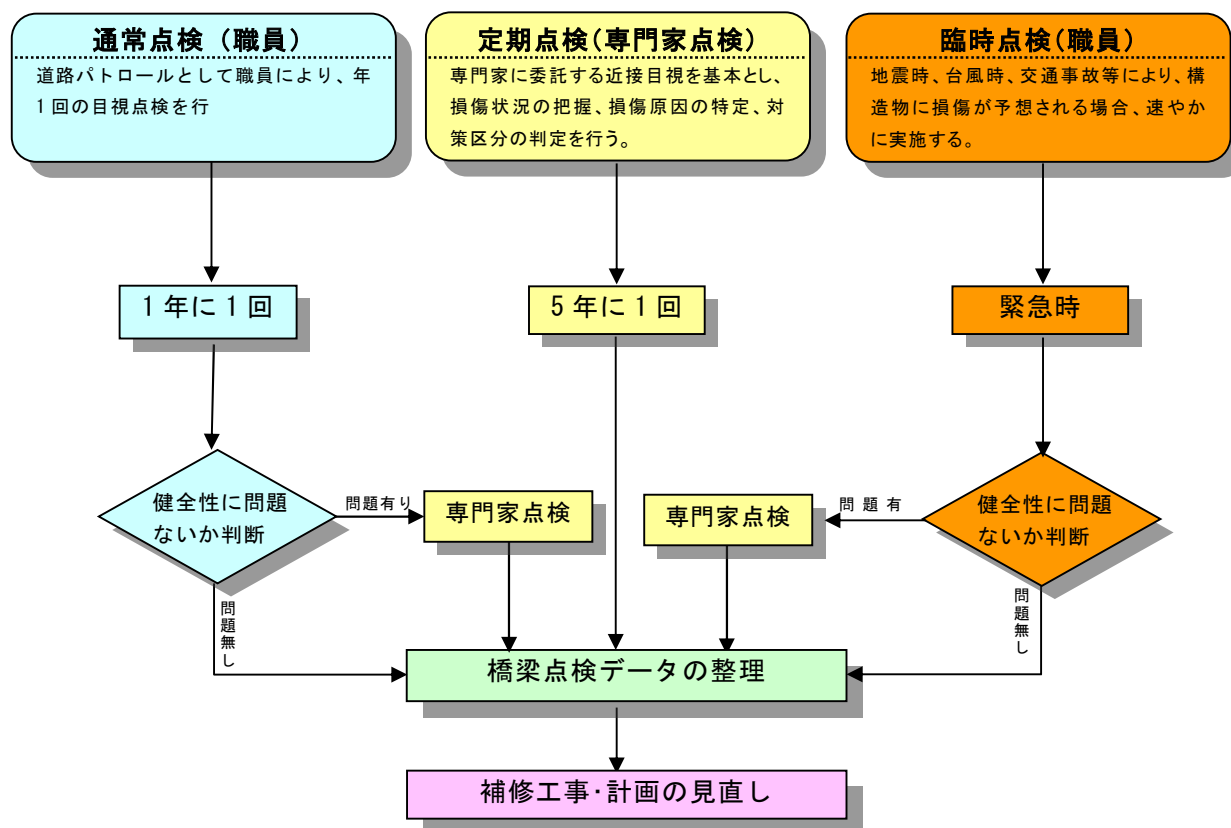 通常点検（職員）
道路パトロールとして職員により、年
1回の目視点検を行
定期点検(専門家点検)
専門家に委託する近接目視を基本とし、
損傷状況の把握、損傷原因の特定、対
策区分の判定を行う。
臨時点検(職員)
地震時、台風時、交通事故等により、構
造物に損傷が予想される場合、速やか
に実施する。
1年に1回
5年に1回
緊急時
健全性に問題
ないか判断
問題有り
専門家点検
専門家点検
問題有
健全性に問題
ないか判断
問題無し
問題無し
橋梁点検データの整理
補修工事・計画の見直し